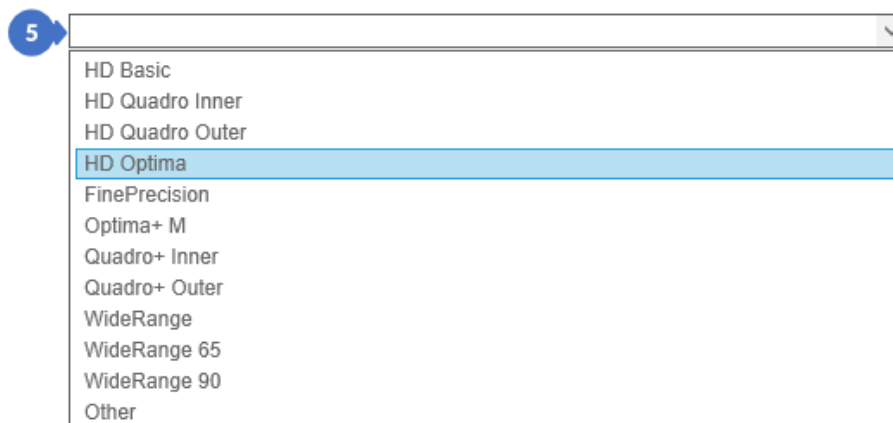 5
HD Basic
HD Quadro Inner
HD Quadro Outer
HD Optima
FinePrecision
Optima+ M
Quadro+ Inner
Quadro+ Outer
WideRange
WideRange 65
WideRange 90
Other